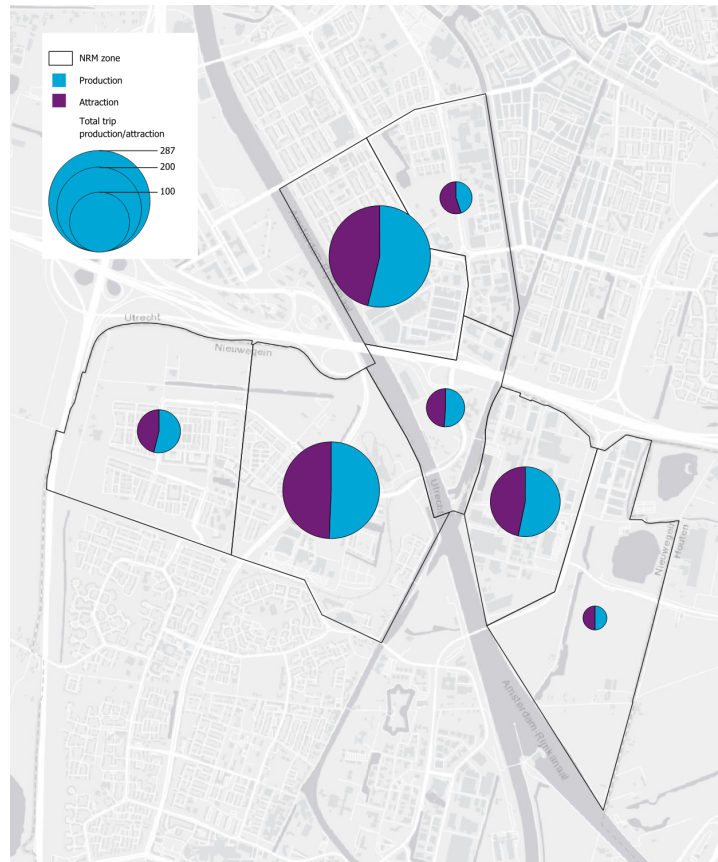 NRM zone
Production
Attraction
Total trip
production/attraction
287
200
100
Utrecht
Nieuwegein
Utrecht
Nieuwegein
Houten
Amsterdam-Rijnkanaal